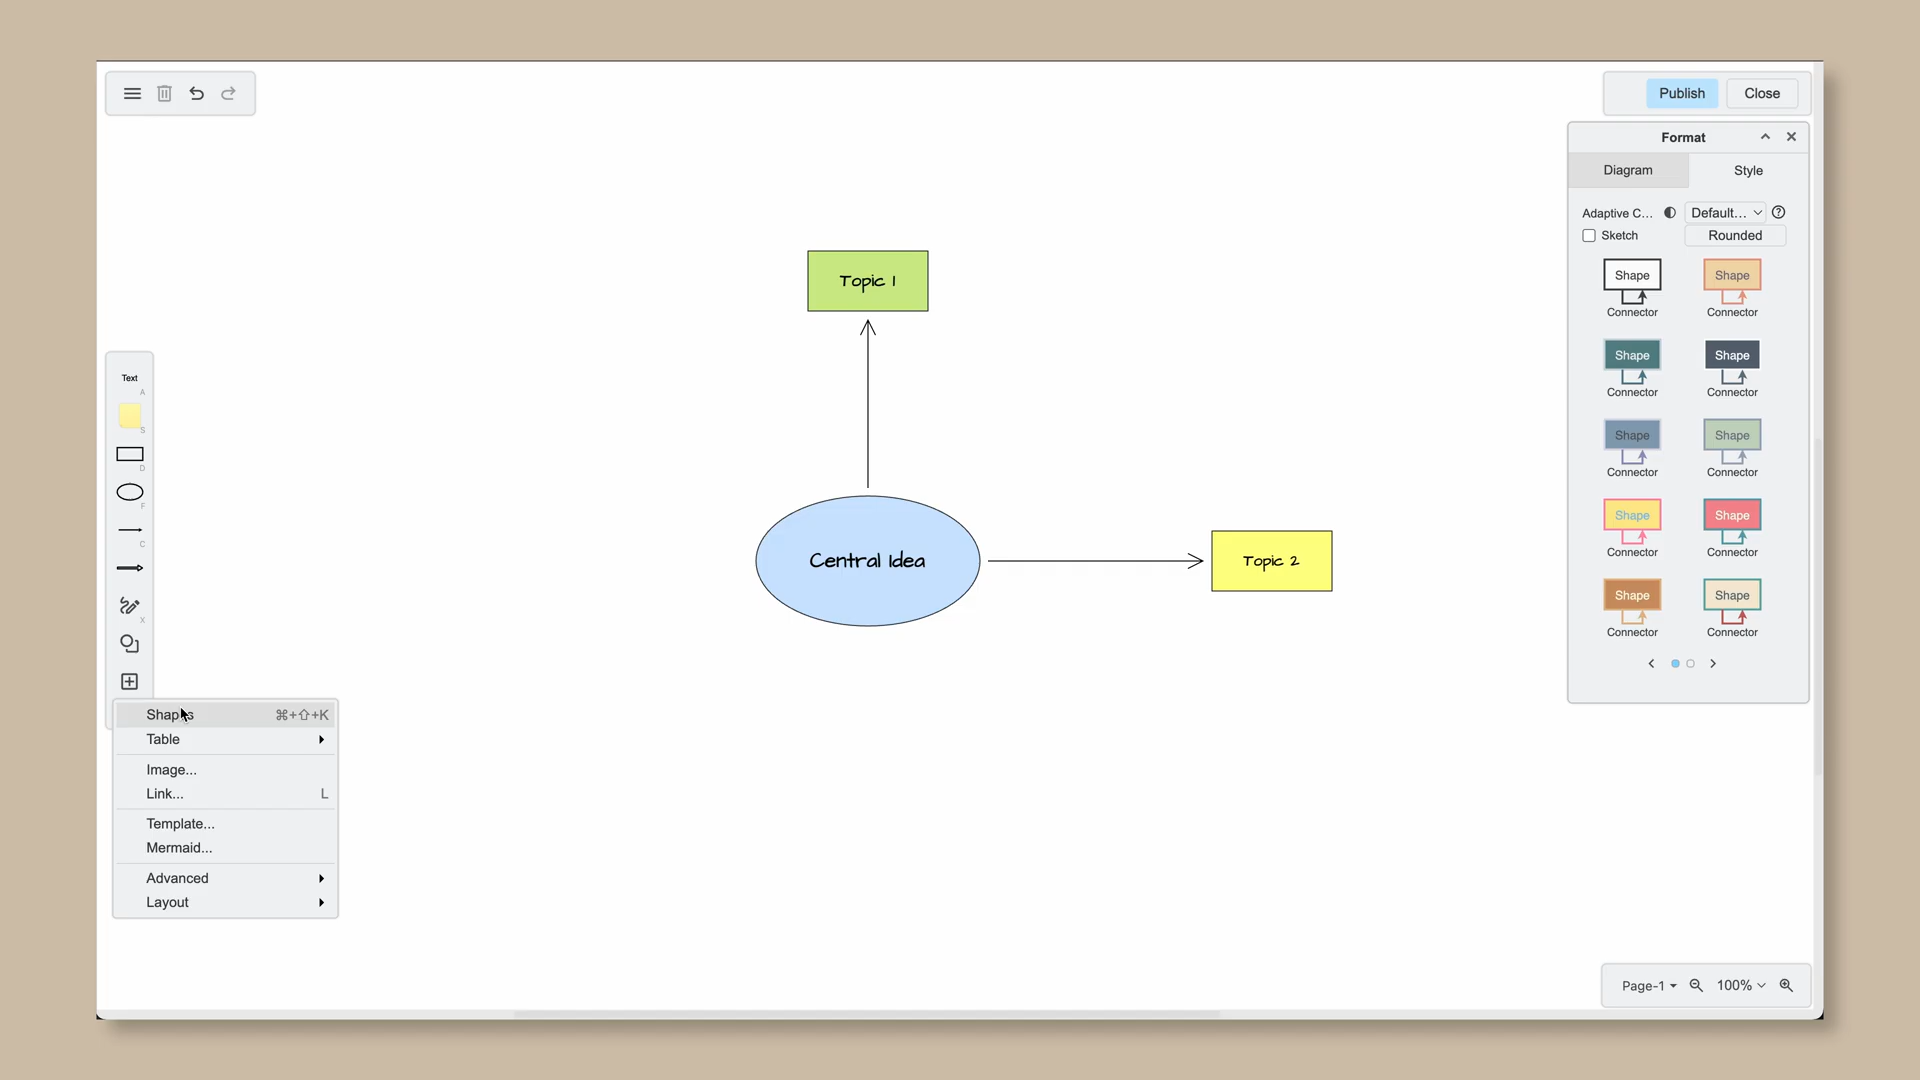 Publish
Close
Format
Diagram
Style
Adaptive C...
Default...
Sketch
Rounded
Shape
Connector
Shape
Connector
Shape
Connector
Shape
Connector
Shape
Connector
Shape
Connector
Shape
Connector
Shape
Connector
Shape
Connector
Shape
Connector
Topic 1
Central Idea
Topic 2
Text
A
S
D
F
C
X
Shapes ⌘+⇧+K
Table
Image...
Link... L
Template...
Mermaid...
Advanced
Layout
Page-1
100%